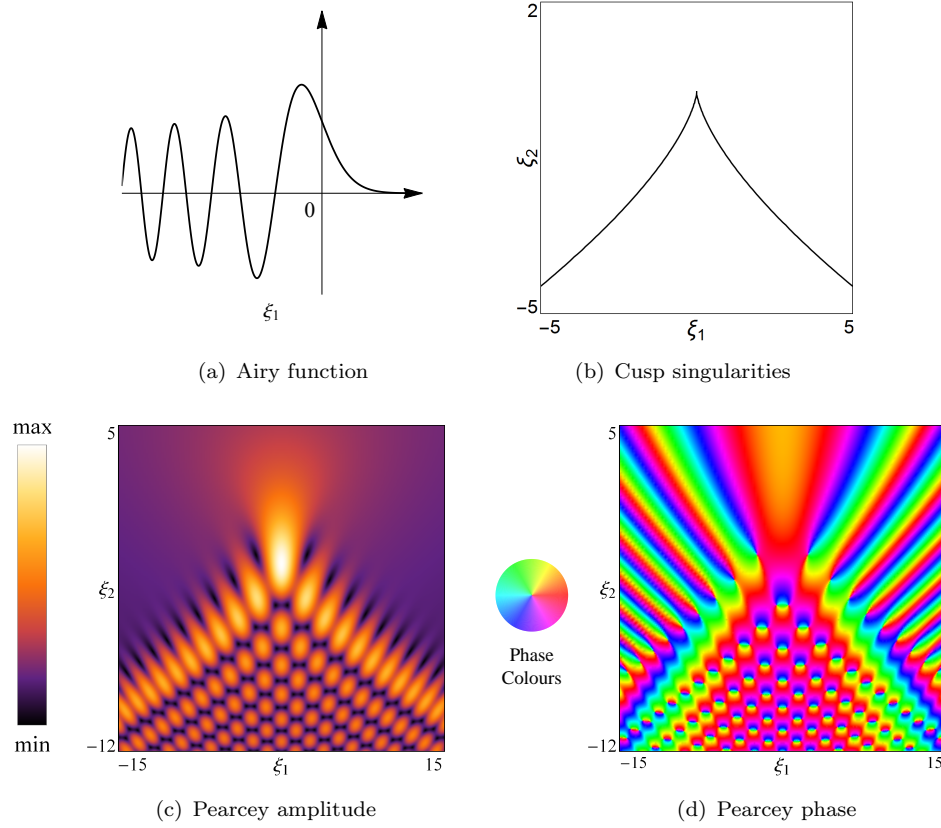 0
ξ1
(a) Airy function
2
ξ2
−5
−5
5
ξ1
(b) Cusp singularities
max
min
5
ξ2
−12
−15
15
ξ1
(c) Pearcey amplitude
Phase
Colours
5
ξ2
−12
−15
15
ξ1
(d) Pearcey phase